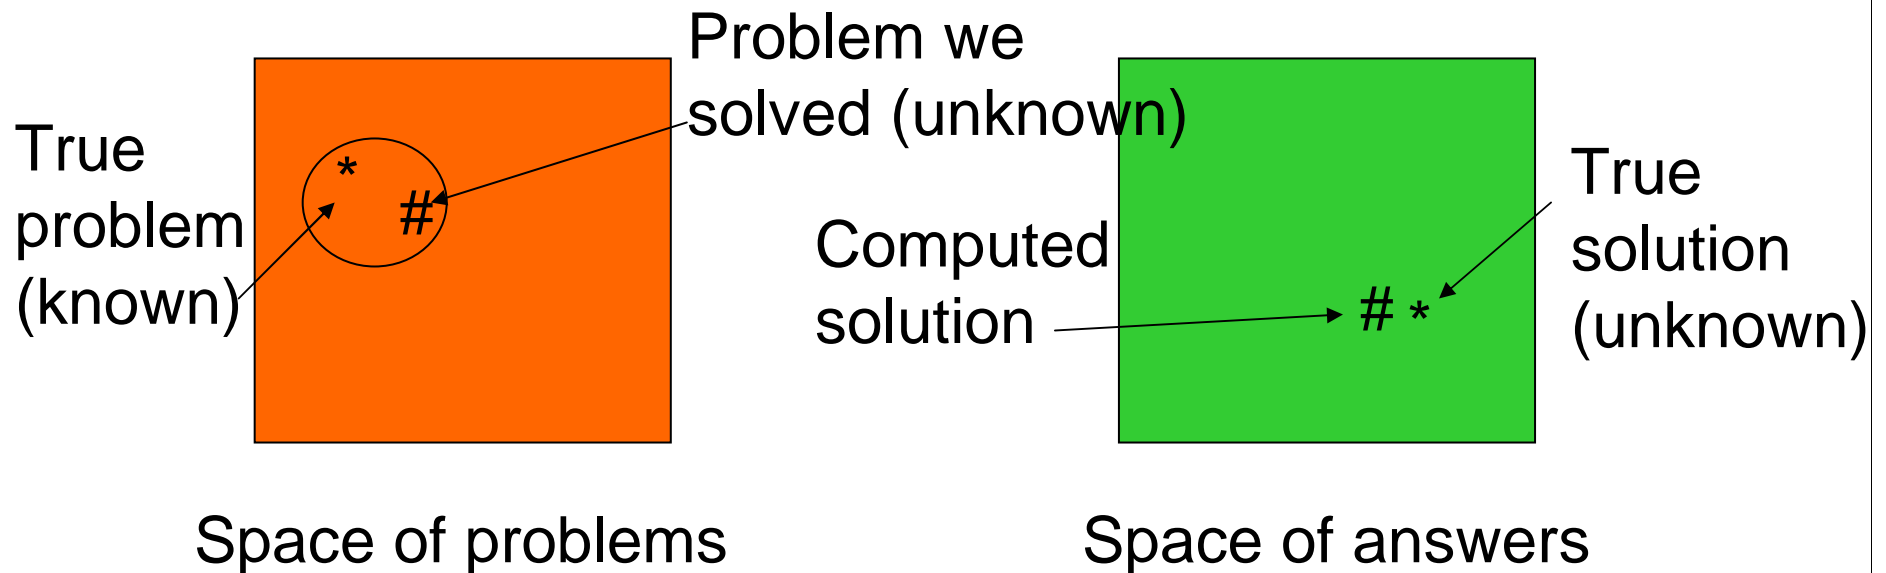 Problem we
solved (unknown)
True
problem
(known)
*
#
Computed
solution
# *
True
solution
(unknown)
Space of problems
Space of answers